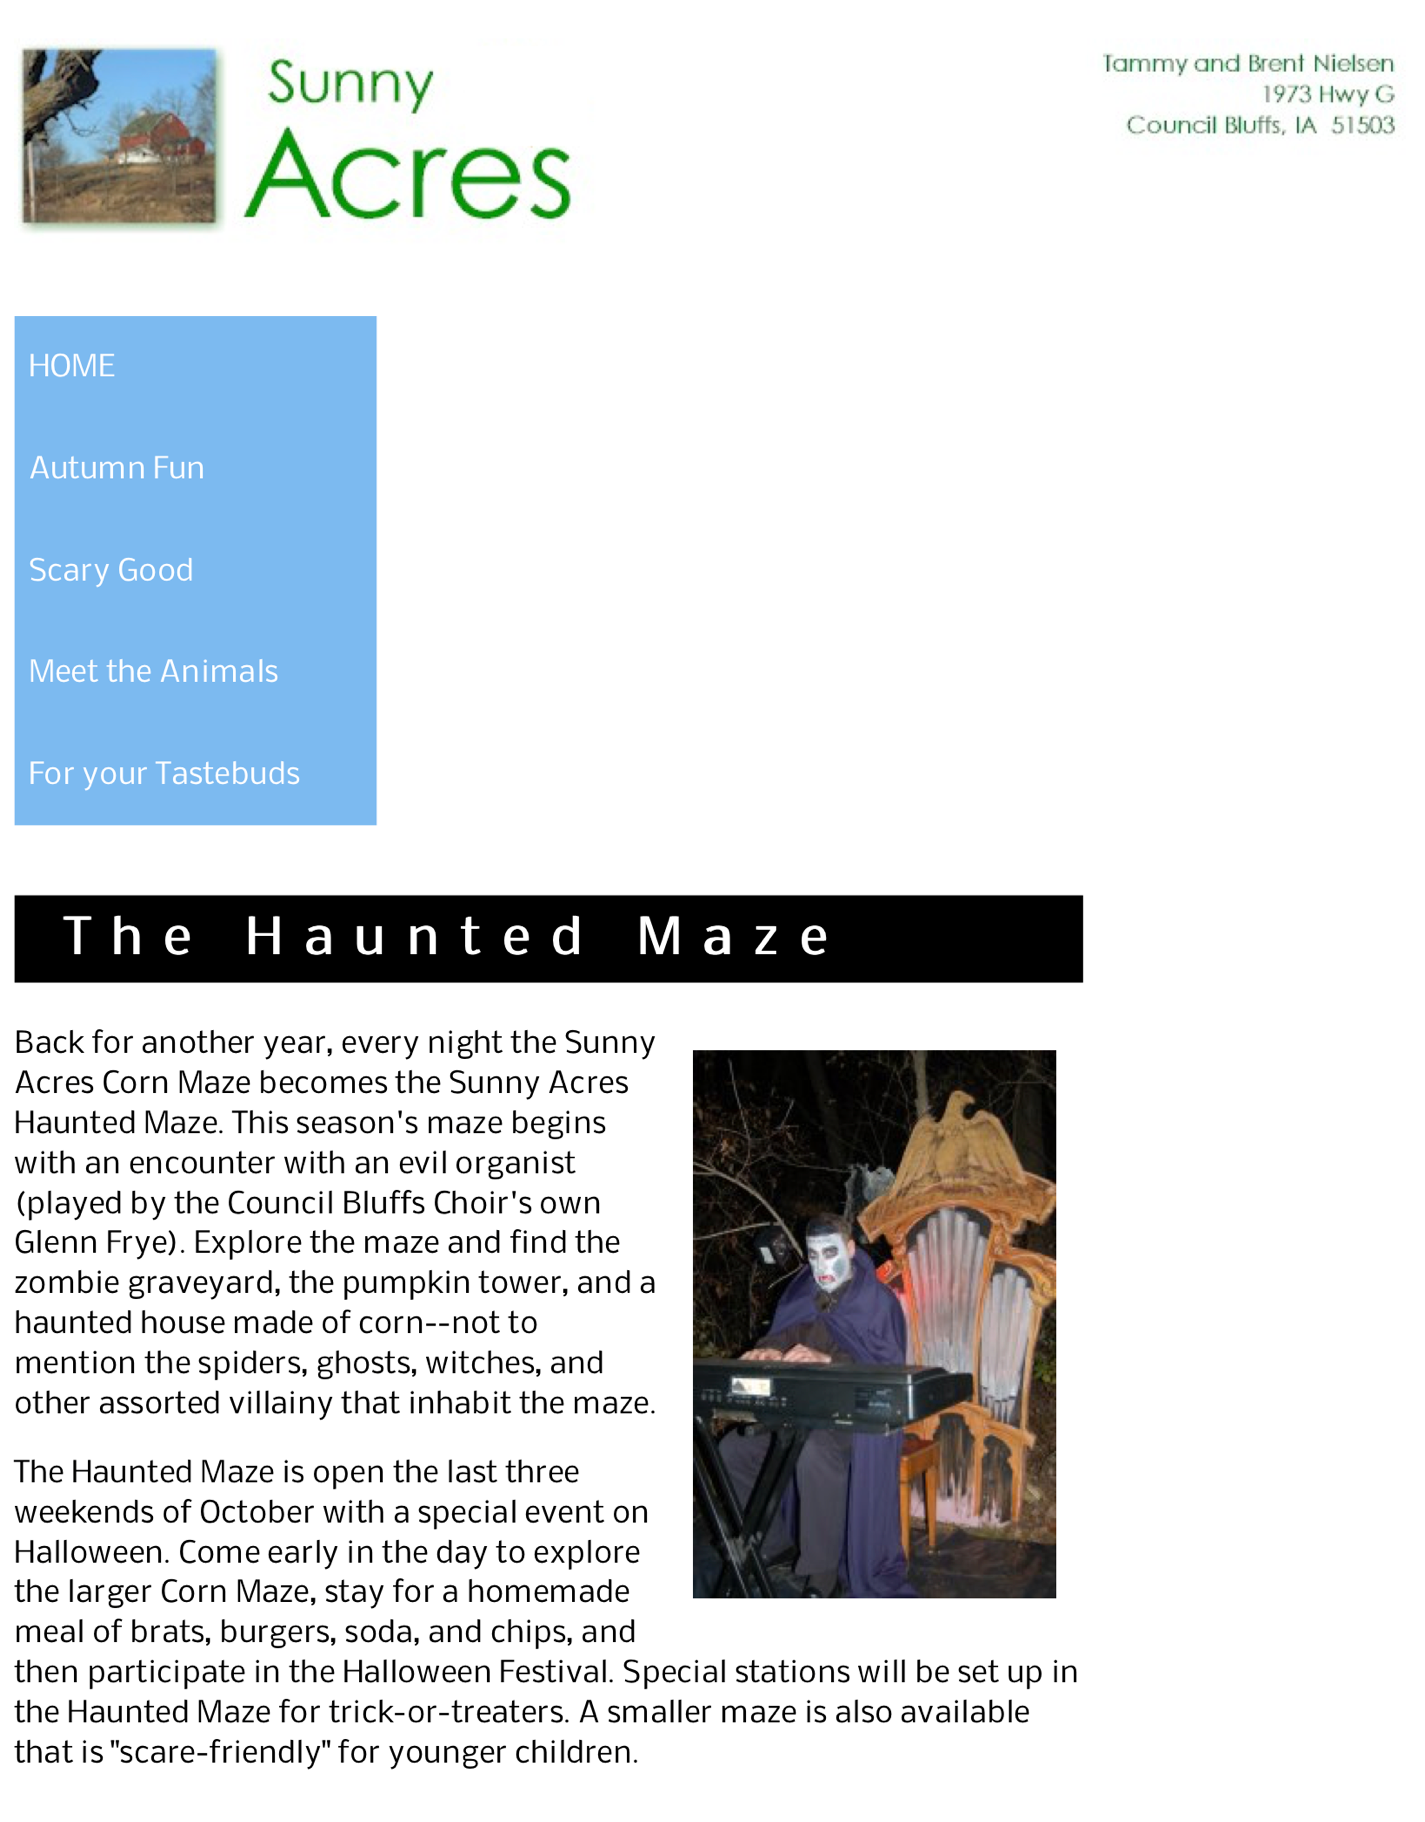 Sunny
Acres
Tammy and Brent Nielsen
1973 Hwy G
Council Bluffs, IA 51503
HOME
Autumn Fun
Scary Good
Meet the Animals
For your Tastebuds
The Haunted Maze
Back for another year, every night the Sunny
Acres Corn Maze becomes the Sunny Acres
Haunted Maze. This season's maze begins
with an encounter with an evil organist
(played by the Council Bluffs Choir's own
Glenn Frye). Explore the maze and find the
zombie graveyard, the pumpkin tower, and a
haunted house made of corn--not to
mention the spiders, ghosts, witches, and
other assorted villainy that inhabit the maze.
The Haunted Maze is open the last three
weekends of October with a special event on
Halloween. Come early in the day to explore
the larger Corn Maze, stay for a homemade
meal of brats, burgers, soda, and chips, and
then participate in the Halloween Festival. Special stations will be set up in
the Haunted Maze for trick-or-treaters. A smaller maze is also available
that is "scare-friendly" for younger children.